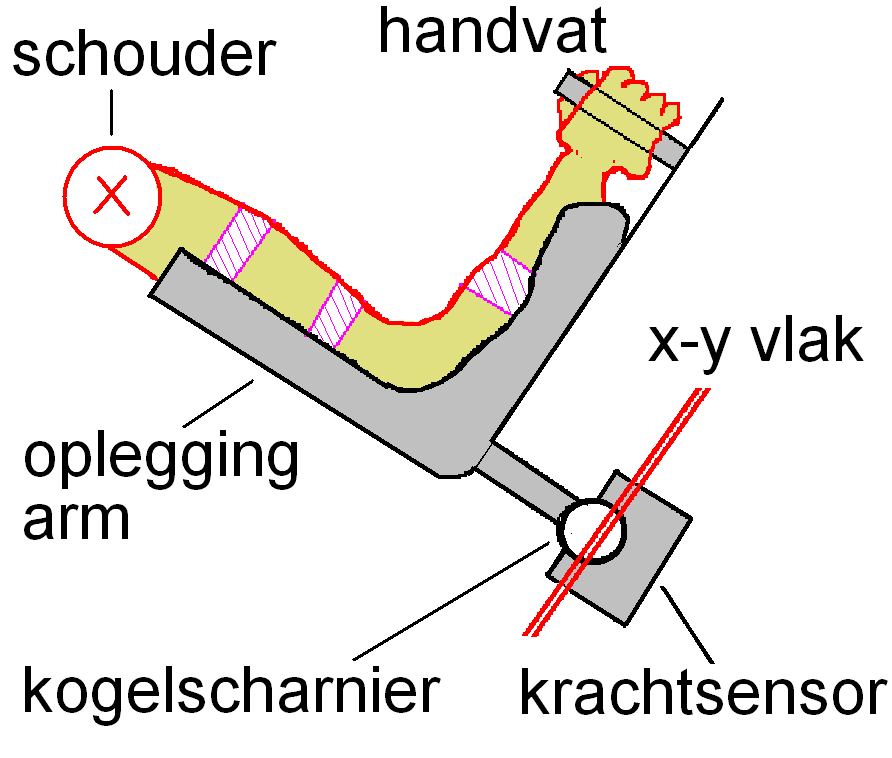 schouder
handvat
x-y vlak
oplegging
arm
kogelscharnier
krachtsensor